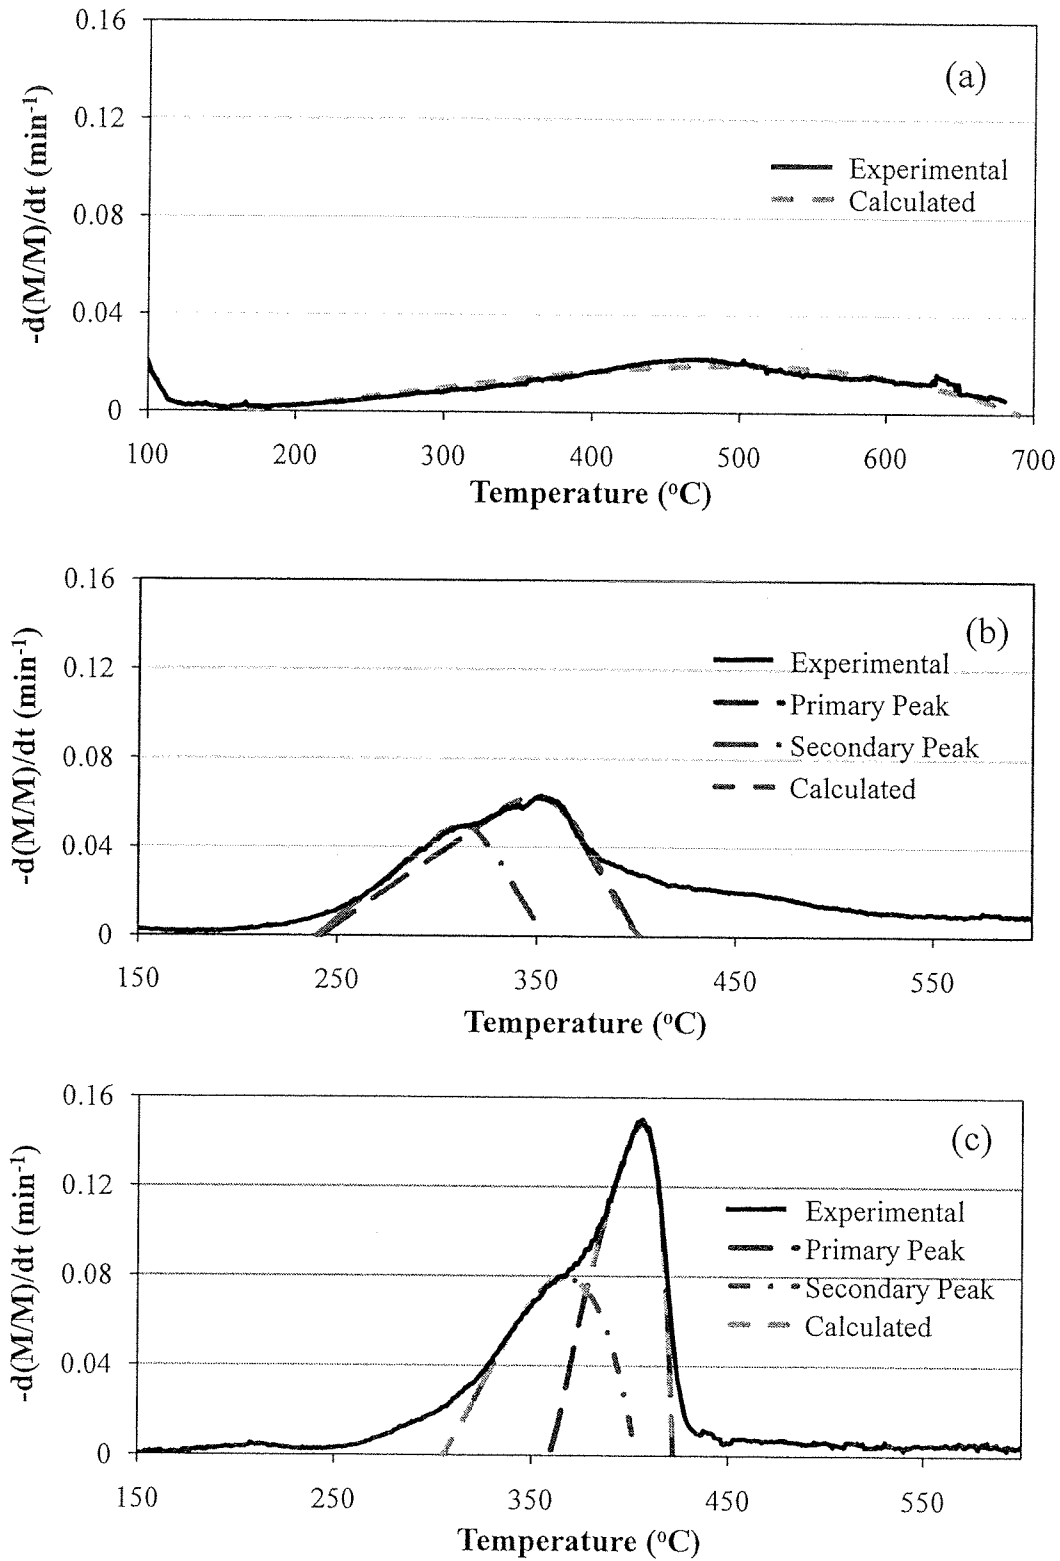 0.16
(a)
0.12
Experimental
Calculated
0.08
0.04
0
-d(M/M)/dt (min⁻¹)
100 200 300 400 500 600 700
Temperature (°C)
0.16
(b)
0.12
Experimental
Primary Peak
0.08
Secondary Peak
Calculated
0.04
0
-d(M/M)/dt (min⁻¹)
150 250 350 450 550
Temperature (°C)
0.16
(c)
0.12
Experimental
Primary Peak
0.08
Secondary Peak
Calculated
0.04
0
-d(M/M)/dt (min⁻¹)
150 250 350 450 550
Temperature (°C)